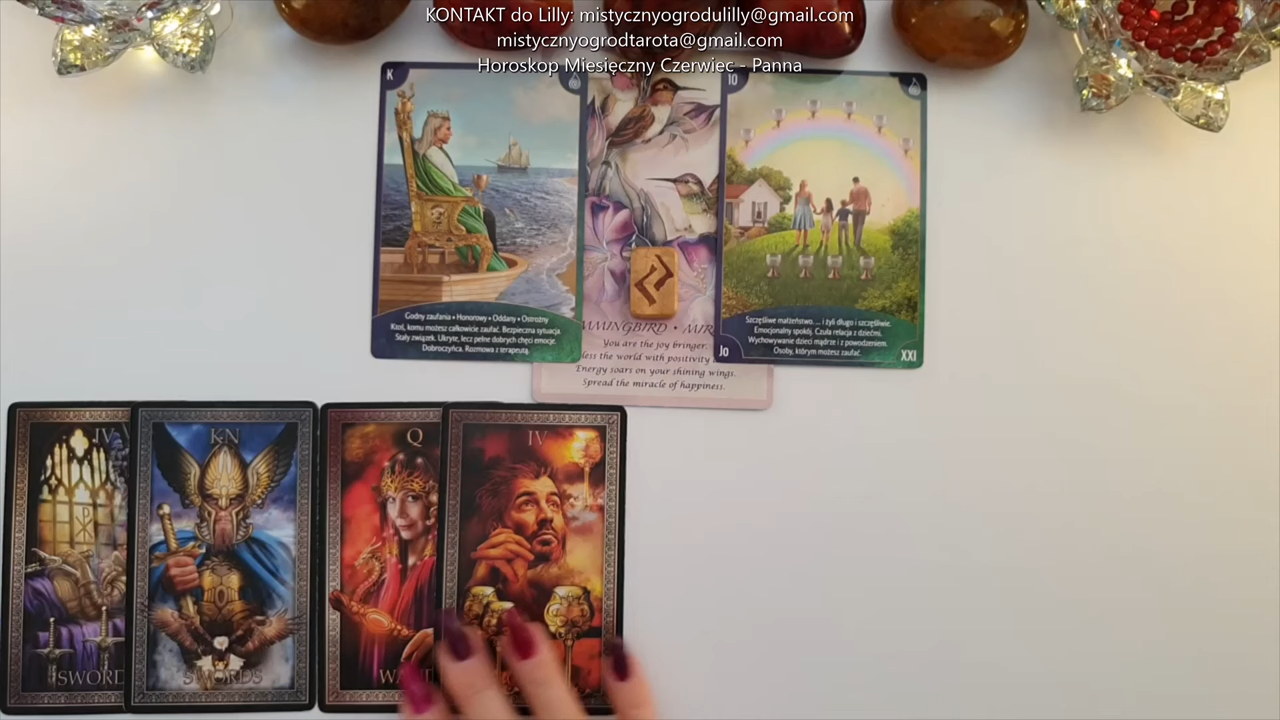 KONTAKT do Lilly: mistycznyogrodulilly@gmail.com
mistycznyogrodtarota@gmail.com
Horoskop Miesięczny Czerwiec - Panna
K
Godny zaufania • Honorowy • Oddany • Ostrożny
Ktoś, komu możesz całkowicie zaufać. Bezpieczna sytuacja.
Stały związek. Ukryte, lecz pełne dobrych chęci emocje.
Dobroczyńca. Rozmowa z terapeutą.
MMINGBIRD • MIR
You are the joy bringer.
less the world with positivity
Energy soars on your shining wings.
Spread the miracle of happiness.
10
Szczęśliwe małżeństwo... i żyli długo i szczęśliwie.
Emocjonalny spokój. Czuła relacja z dziećmi.
Wychowywanie dzieci mądrze i z powodzeniem.
Osoby, którym możesz zaufać.
Jo
XXI
IV
SWORD
KN
SWORDS
Q
WAN
IV